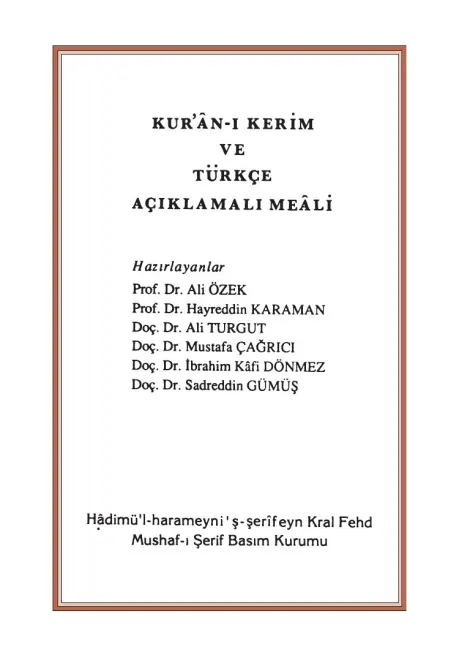 KUR'ÂN-I KERİM
VE
TÜRKÇE
AÇIKLAMALI MEÂLİ
Hazırlayanlar
Prof. Dr. Ali ÖZEK
Prof. Dr. Hayreddin KARAMAN
Doç. Dr. Ali TURGUT
Doç. Dr. Mustafa ÇAĞRICI
Doç. Dr. İbrahim Kâfi DÖNMEZ
Doç. Dr. Sadreddin GÜMÜŞ
Hâdimü'l-harameyni'ş-şerîfeyn Kral Fehd
Mushaf-ı Şerif Basım Kurumu